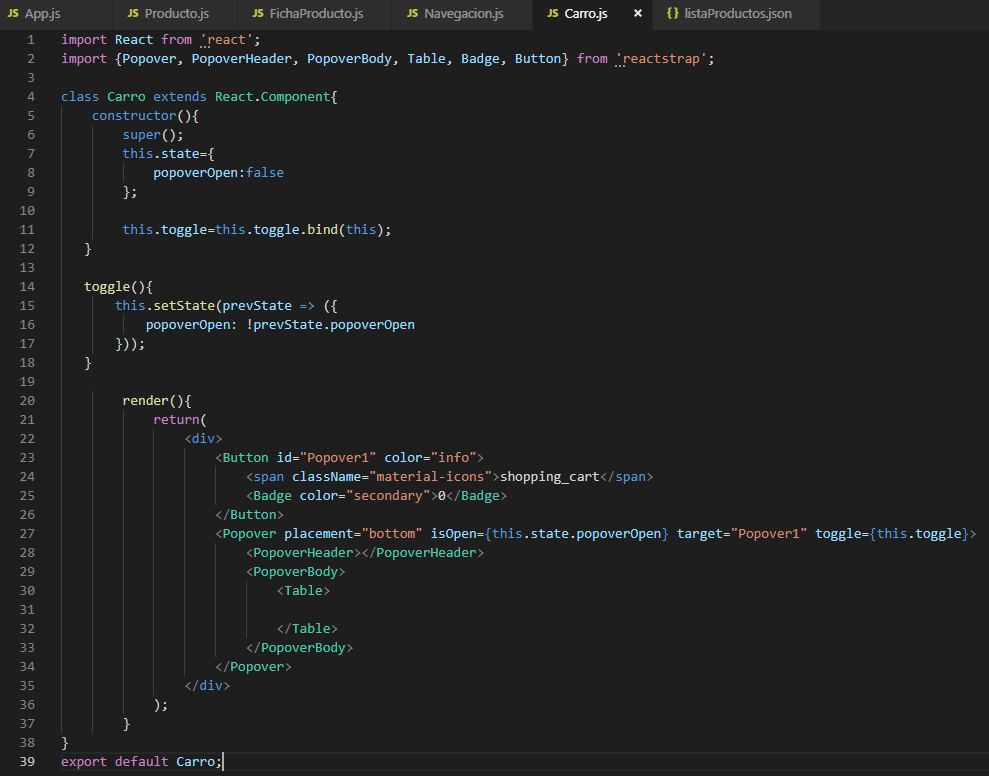 JS App.js JS Producto.js JS FichaProducto.js JS Navegacion.js JS Carro.js × {} listaProductos.json
1 import React from 'react';
2 import {Popover, PopoverHeader, PopoverBody, Table, Badge, Button} from 'reactstrap';
3
4 class Carro extends React.Component{
5     constructor(){
6         super();
7         this.state={
8             popoverOpen:false
9         };
10
11         this.toggle=this.toggle.bind(this);
12    }
13
14    toggle(){
15        this.setState(prevState => ({
16            popoverOpen: !prevState.popoverOpen
17        }));
18    }
19
20         render(){
21             return(
22                 <div>
23                     <Button id="Popover1" color="info">
24                         <span className="material-icons">shopping_cart</span>
25                         <Badge color="secondary">0</Badge>
26                     </Button>
27                     <Popover placement="bottom" isOpen={this.state.popoverOpen} target="Popover1" toggle={this.toggle}>
28                         <PopoverHeader></PopoverHeader>
29                         <PopoverBody>
30                             <Table>
31
32                             </Table>
33                         </PopoverBody>
34                     </Popover>
35                 </div>
36             );
37         }
38 }
39 export default Carro;